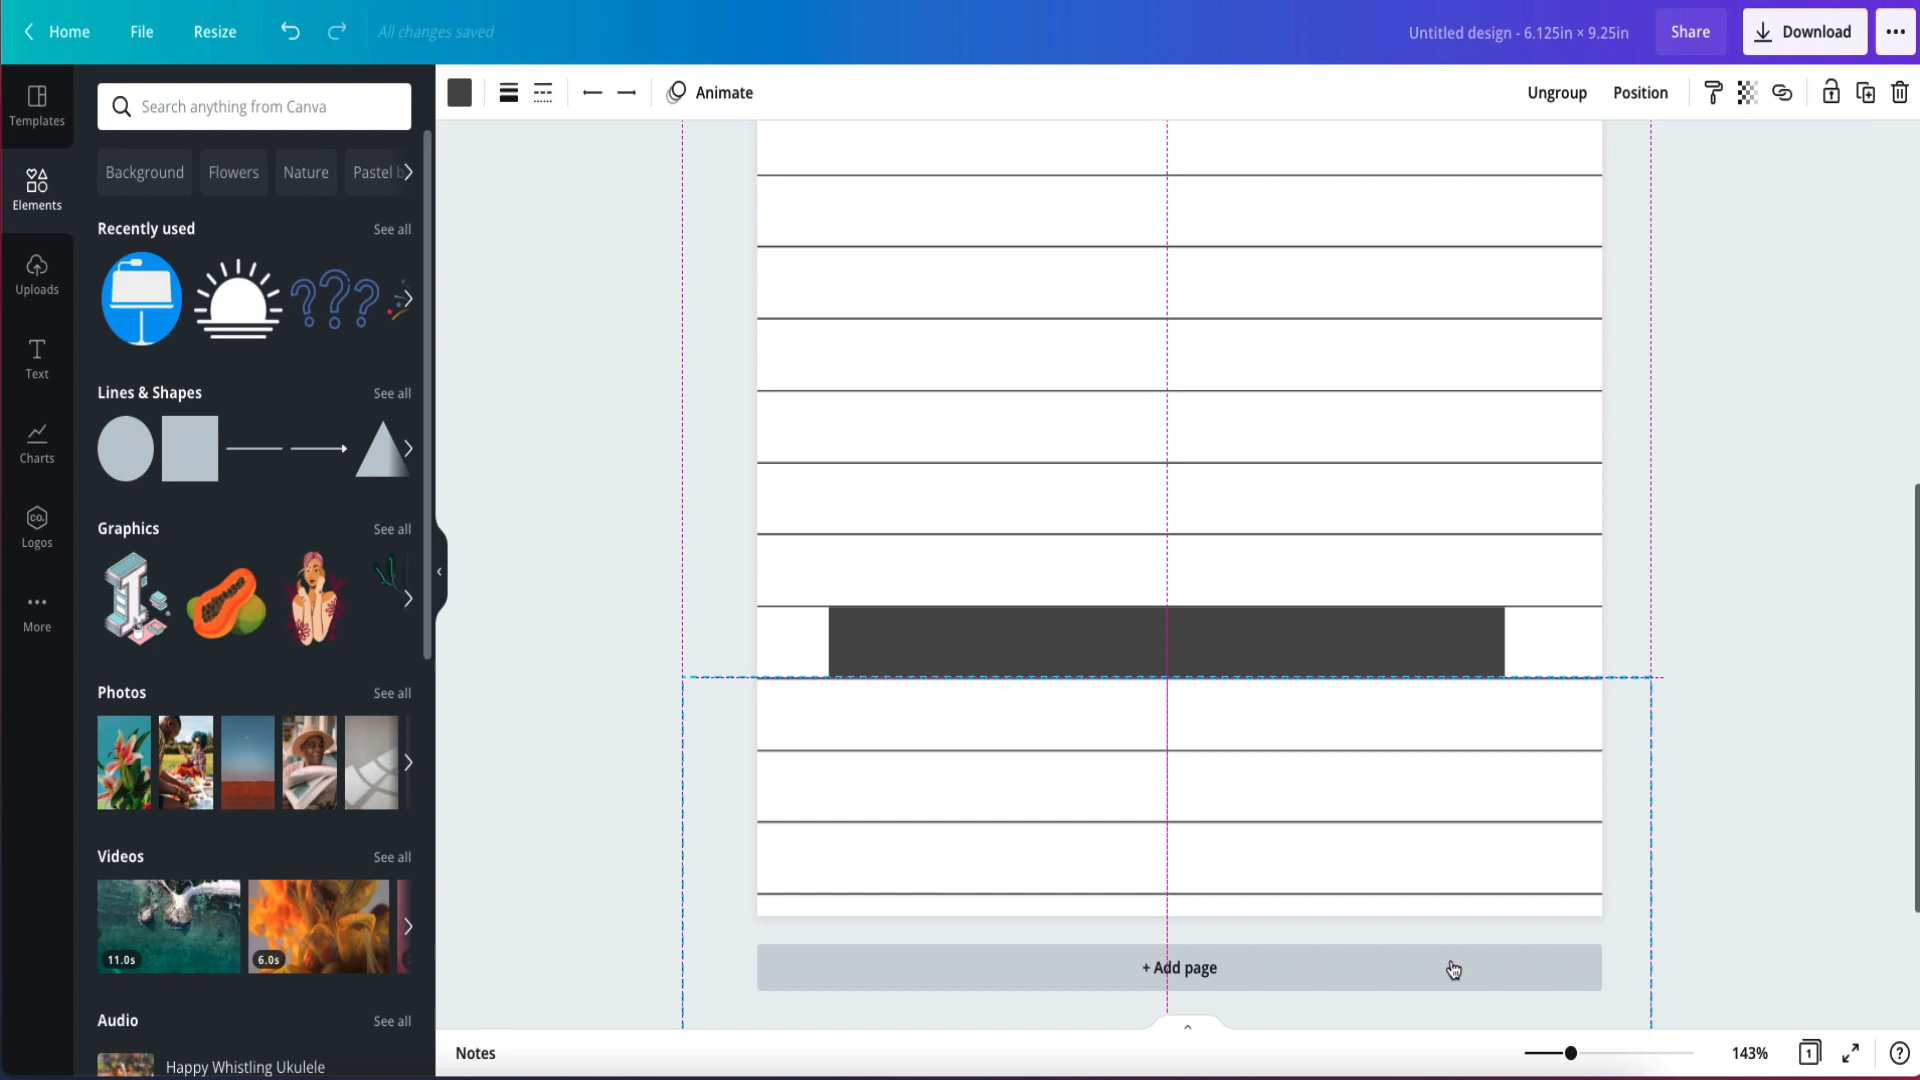 Home File Resize All changes saved Untitled design - 6.125in × 9.25in Share Download
Templates
Elements
Uploads
Text
Charts
CO.
Logos
More
Search anything from Canva
Background Flowers Nature Pastel b
Recently used See all
Lines & Shapes See all
Graphics See all
Photos See all
Videos See all
11.0s 6.0s
Audio See all
Happy Whistling Ukulele
Animate Ungroup Position
+ Add page
Notes 143% 1 ?